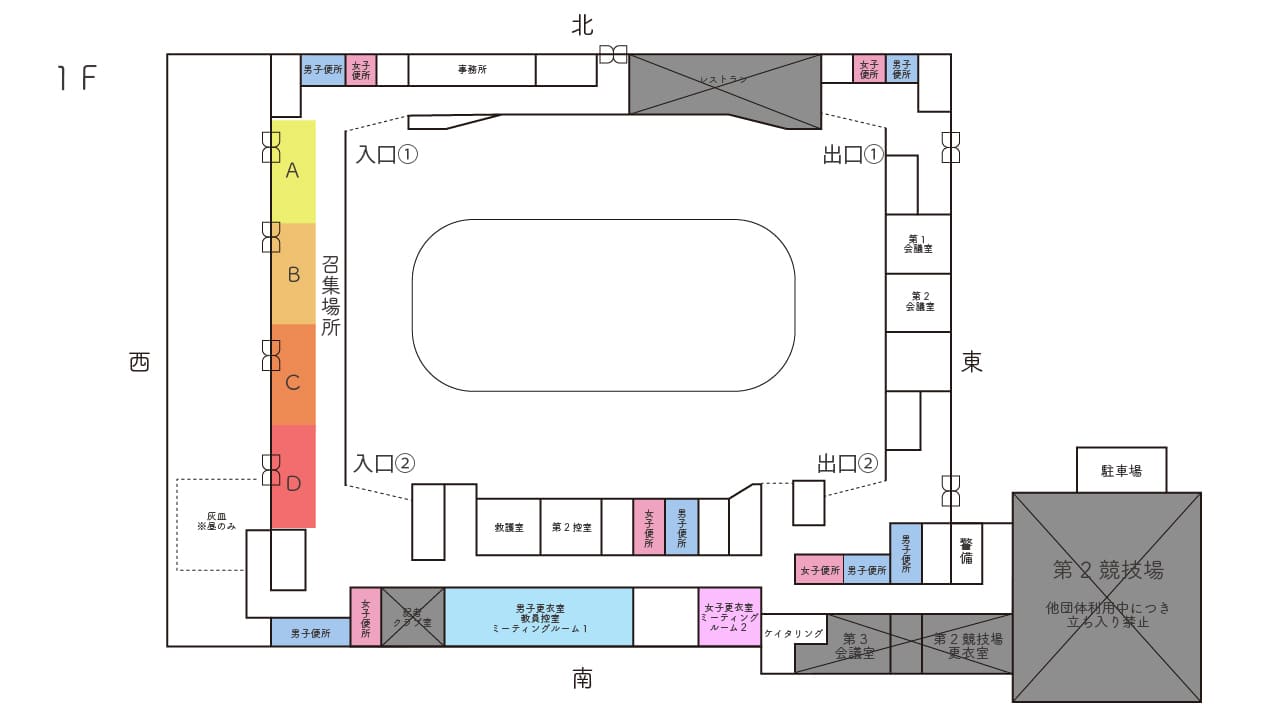 北
1F
男子便所
女子
便所
事務所
レストラン
女子
便所
男子
便所
入口①
出口①
A
B
C
D
召集場所
第1
会議室
第2
会議室
西
東
入口②
出口②
灰皿
※昼のみ
救護室
第2控室
女子便所
男子便所
女子便所
男子便所
男子便所
警備
駐車場
第2競技場
他団体利用中につき
立ち入り禁止
男子便所
女子便所
記者
クラブ室
男子更衣室
教員控室
ミーティングルーム1
女子更衣室
ミーティング
ルーム2
ケイタリング
第3
会議室
第2競技場
更衣室
南